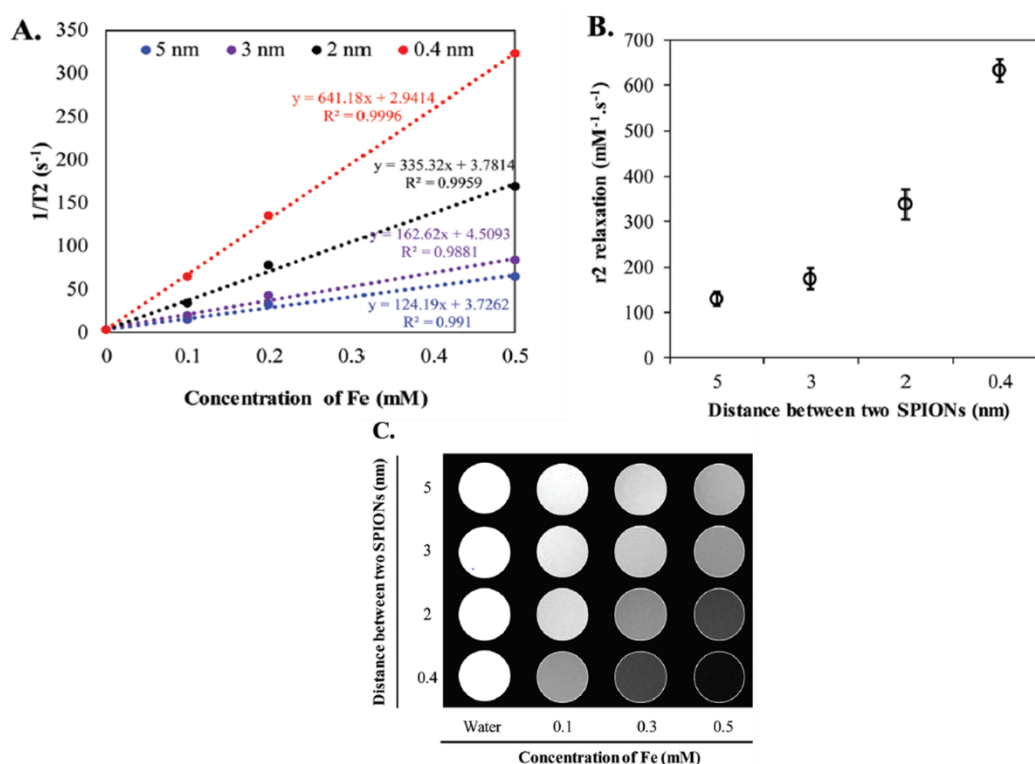 A.
5 nm 3 nm 2 nm 0.4 nm
350
300
250
200
150
100
50
0
1/T2 (s⁻¹)
y = 641.18x + 2.9414
R² = 0.9996
y = 335.32x + 3.7814
R² = 0.9959
y = 162.62x + 4.5093
R² = 0.9881
y = 124.19x + 3.7262
R² = 0.991
0 0.1 0.2 0.3 0.4 0.5
Concentration of Fe (mM)
B.
700
600
500
400
300
200
100
0
r2 relaxation (mM⁻¹.s⁻¹)
5 3 2 0.4
Distance between two SPIONs (nm)
C.
Distance between two SPIONs (nm)
5
3
2
0.4
Water 0.1 0.3 0.5
Concentration of Fe (mM)